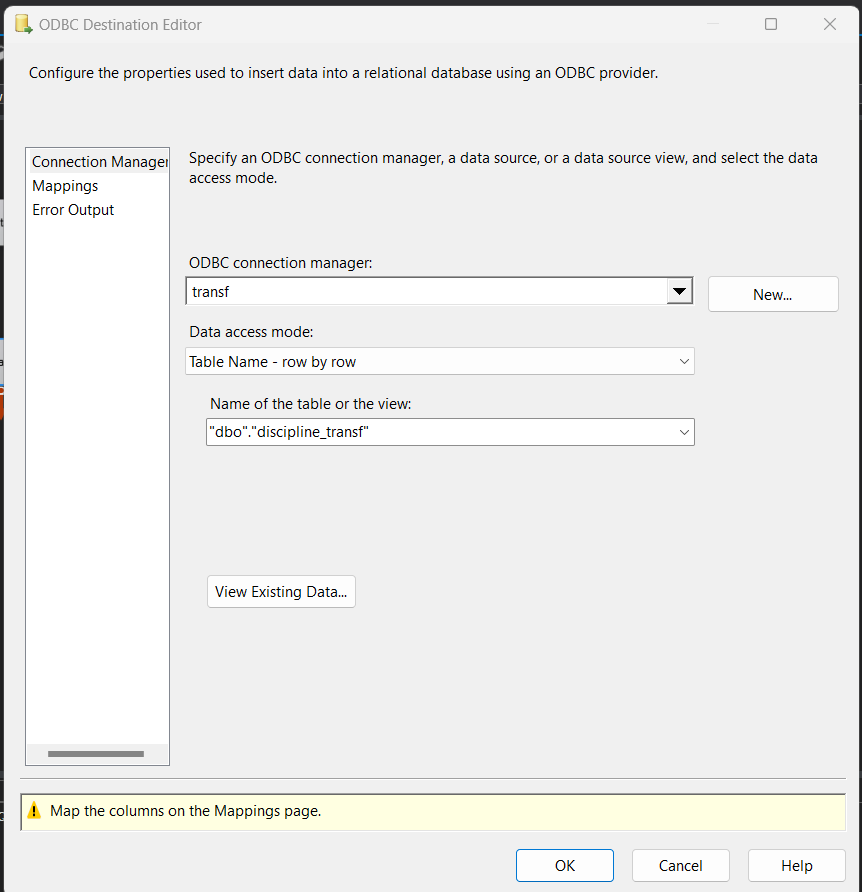 ODBC Destination Editor
Configure the properties used to insert data into a relational database using an ODBC provider.
Connection Manager
Mappings
Error Output
Specify an ODBC connection manager, a data source, or a data source view, and select the data
access mode.
ODBC connection manager:
transf
New...
Data access mode:
Table Name - row by row
Name of the table or the view:
"dbo"."discipline_transf"
View Existing Data...
Map the columns on the Mappings page.
OK
Cancel
Help